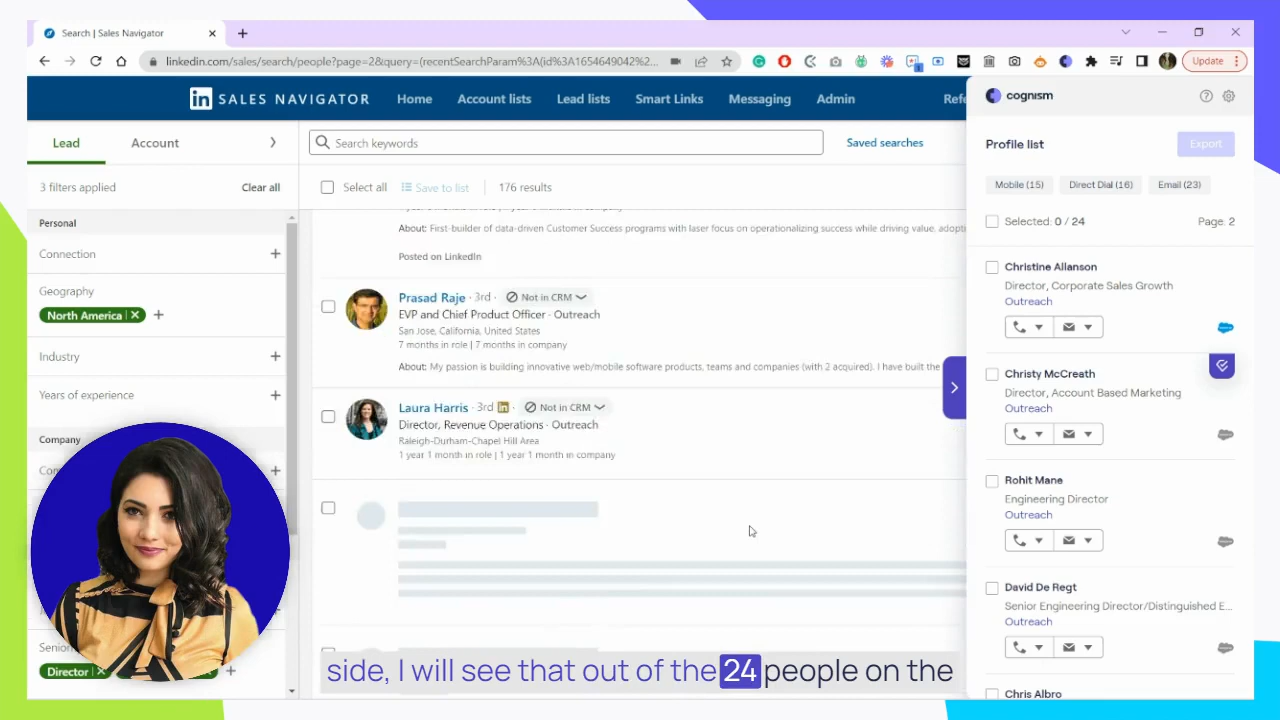 Search | Sales Navigator
linkedin.com/sales/search/people?page=2&query=(recentSearchParam%3A(id%3A1654649042%2...
Update
in SALES NAVIGATOR
Home
Account lists
Lead lists
Smart Links
Messaging
Admin
Refe
Lead
Account
3 filters applied
Clear all
Personal
Connection
Geography
North America
Industry
Years of experience
Company
Search keywords
Saved searches
Select all
Save to list
176 results
About: First-builder of data-driven Customer Success programs with laser focus on operationalizing success while driving value, adopti
Posted on LinkedIn
Prasad Raje · 3rd · Not in CRM
EVP and Chief Product Officer · Outreach
San Jose, California, United States
7 months in role | 7 months in company
About: My passion is building innovative web/mobile software products, teams and companies (with 2 acquired). I have built the
Laura Harris · 3rd in · Not in CRM
Director, Revenue Operations · Outreach
Raleigh-Durham-Chapel Hill Area
1 year 1 month in role | 1 year 1 month in company
Director
cognism
Profile list
Export
Mobile (15)
Direct Dial (16)
Email (23)
Selected: 0 / 24
Page: 2
Christine Allanson
Director, Corporate Sales Growth
Outreach
Christy McCreath
Director, Account Based Marketing
Outreach
Rohit Mane
Engineering Director
Outreach
David De Regt
Senior Engineering Director/Distinguished E...
Outreach
Chris Albro
side, I will see that out of the 24 people on the